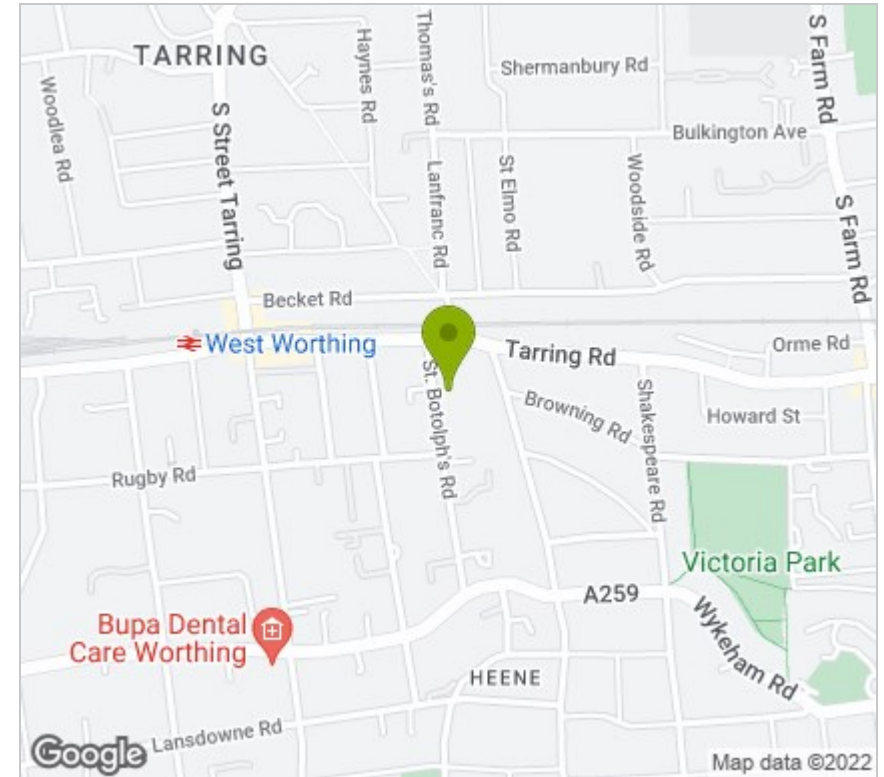 TARRING
Woodlea Rd
S Street Tarring
Haynes Rd
Thomas's Rd
Lanfranc Rd
Shermanbury Rd
St Elmo Rd
Bulkington Ave
Woodside Rd
S Farm Rd
S Farm Rd
Becket Rd
West Worthing
Tarring Rd
Orme Rd
St. Botolph's Rd
Browning Rd
Shakespeare Rd
Howard St
Rugby Rd
Victoria Park
A259
Wykeham Rd
Bupa Dental
Care Worthing
HEENE
Lansdowne Rd
Google
Map data ©2022